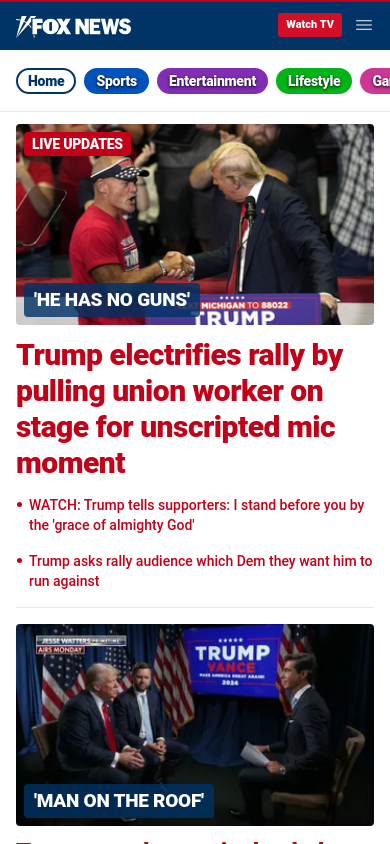 FOX NEWS
Watch TV
Home
Sports
Entertainment
Lifestyle
LIVE UPDATES
'HE HAS NO GUNS'
MICHIGAN TO 88022
TRUMP
Trump electrifies rally by
pulling union worker on
stage for unscripted mic
moment
• WATCH: Trump tells supporters: I stand before you by
the 'grace of almighty God'
• Trump asks rally audience which Dem they want him to
run against
JESSE WATTERS PRIMETIME
AIRS MONDAY
TRUMP
VANCE
MAKE AMERICA GREAT AGAIN!
2024
'MAN ON THE ROOF'